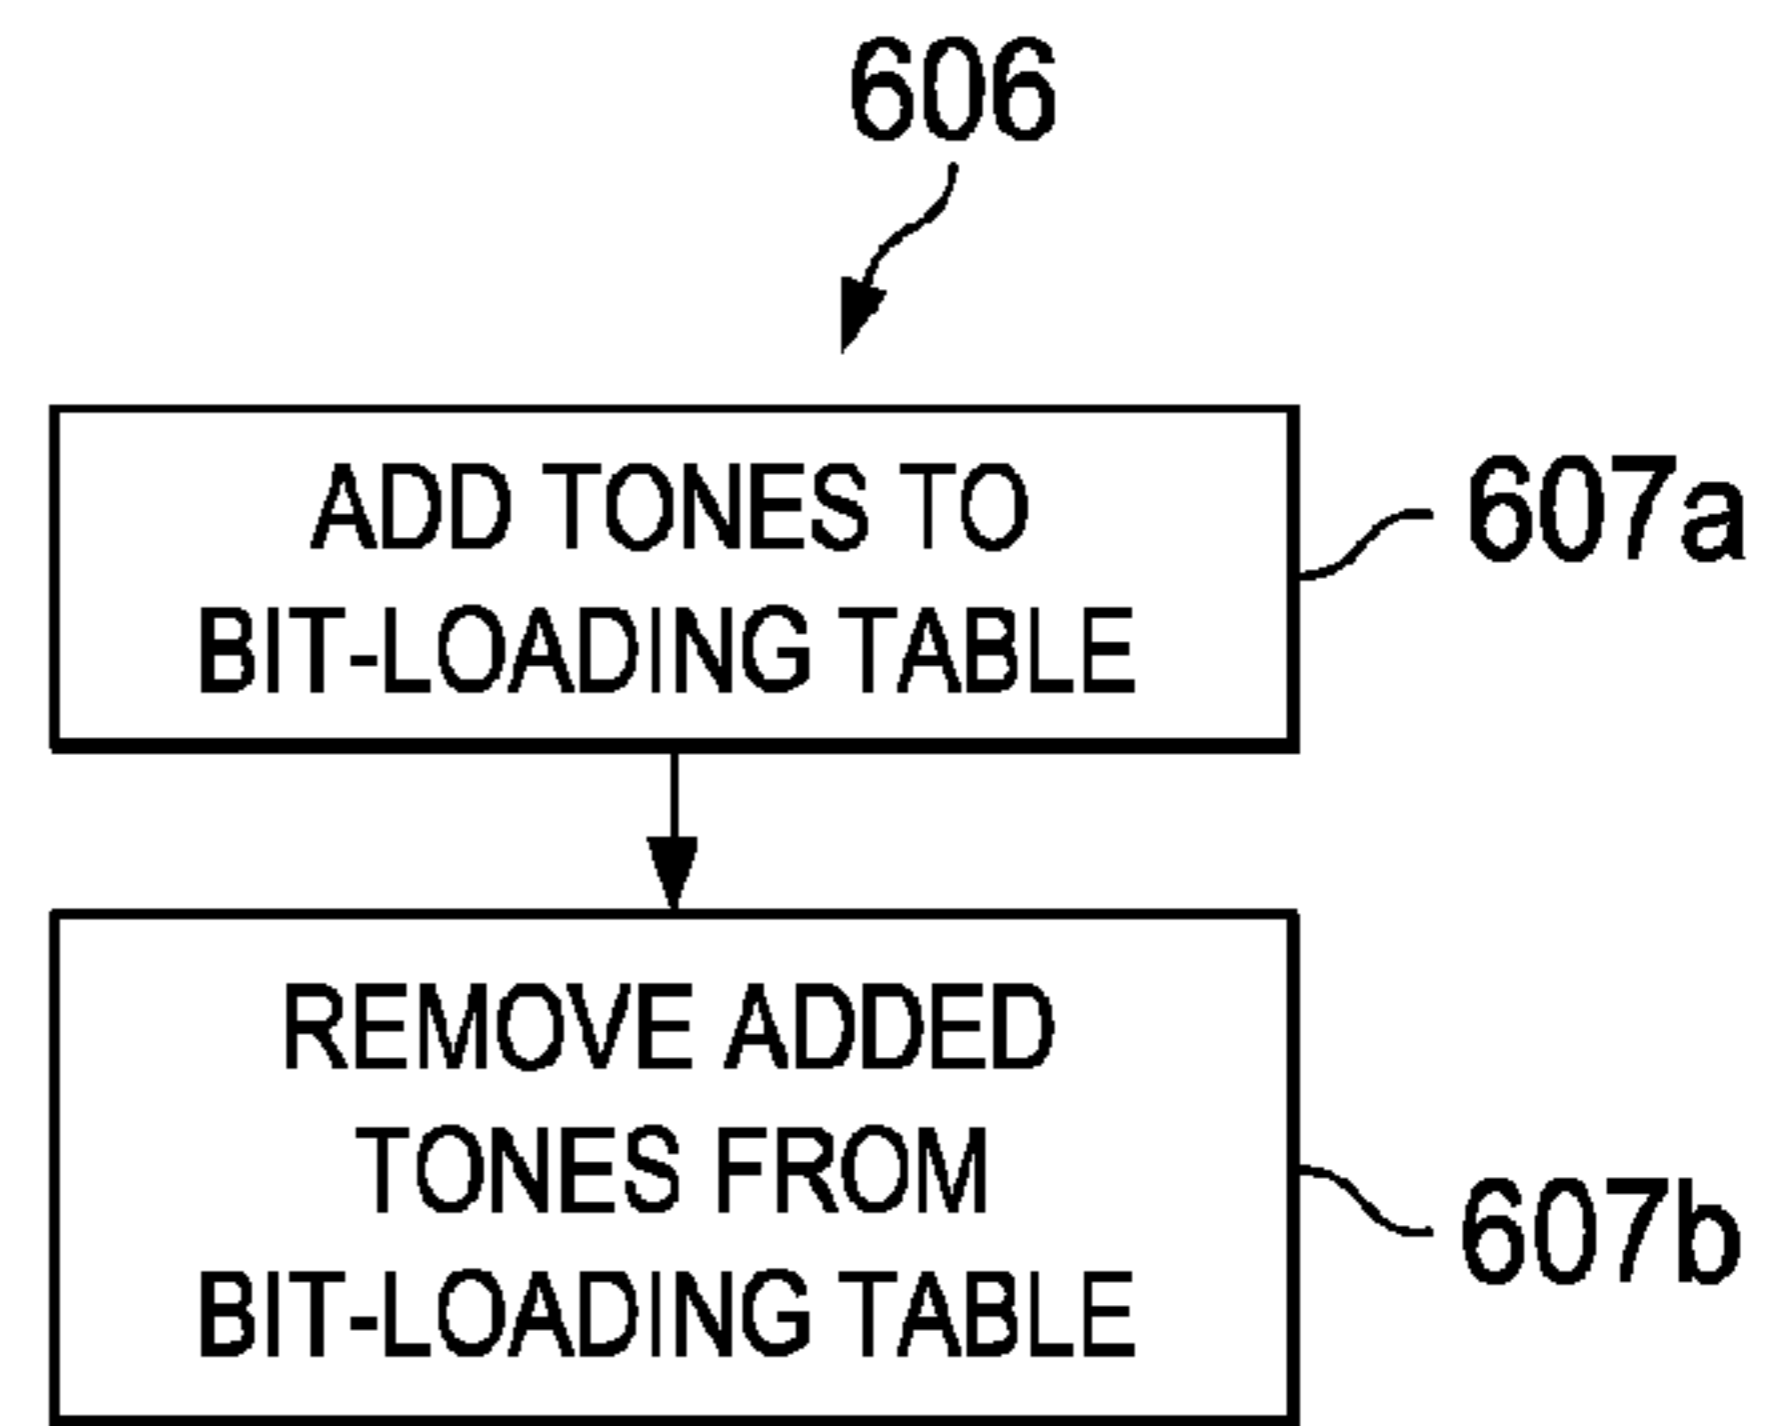 606
ADD TONES TO
BIT-LOADING TABLE
607a
REMOVE ADDED
TONES FROM
BIT-LOADING TABLE
607b